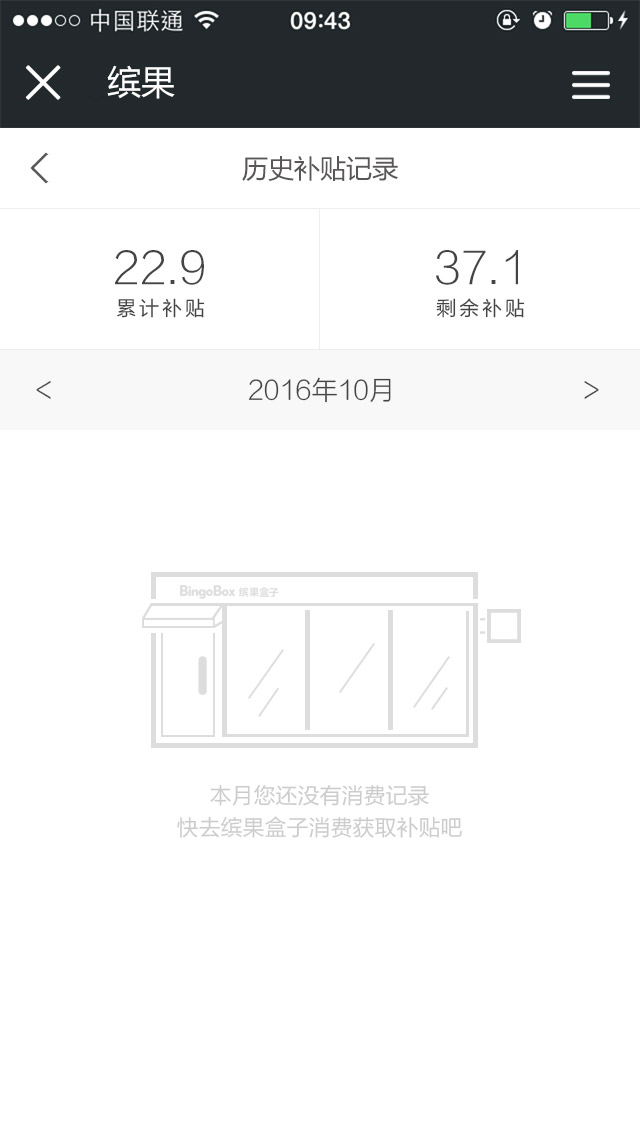 中国联通 09:43
缤果
历史补贴记录
22.9 37.1
累计补贴 剩余补贴
< 2016年10月 >
BingoBox 缤果盒子
本月您还没有消费记录
快去缤果盒子消费获取补贴吧